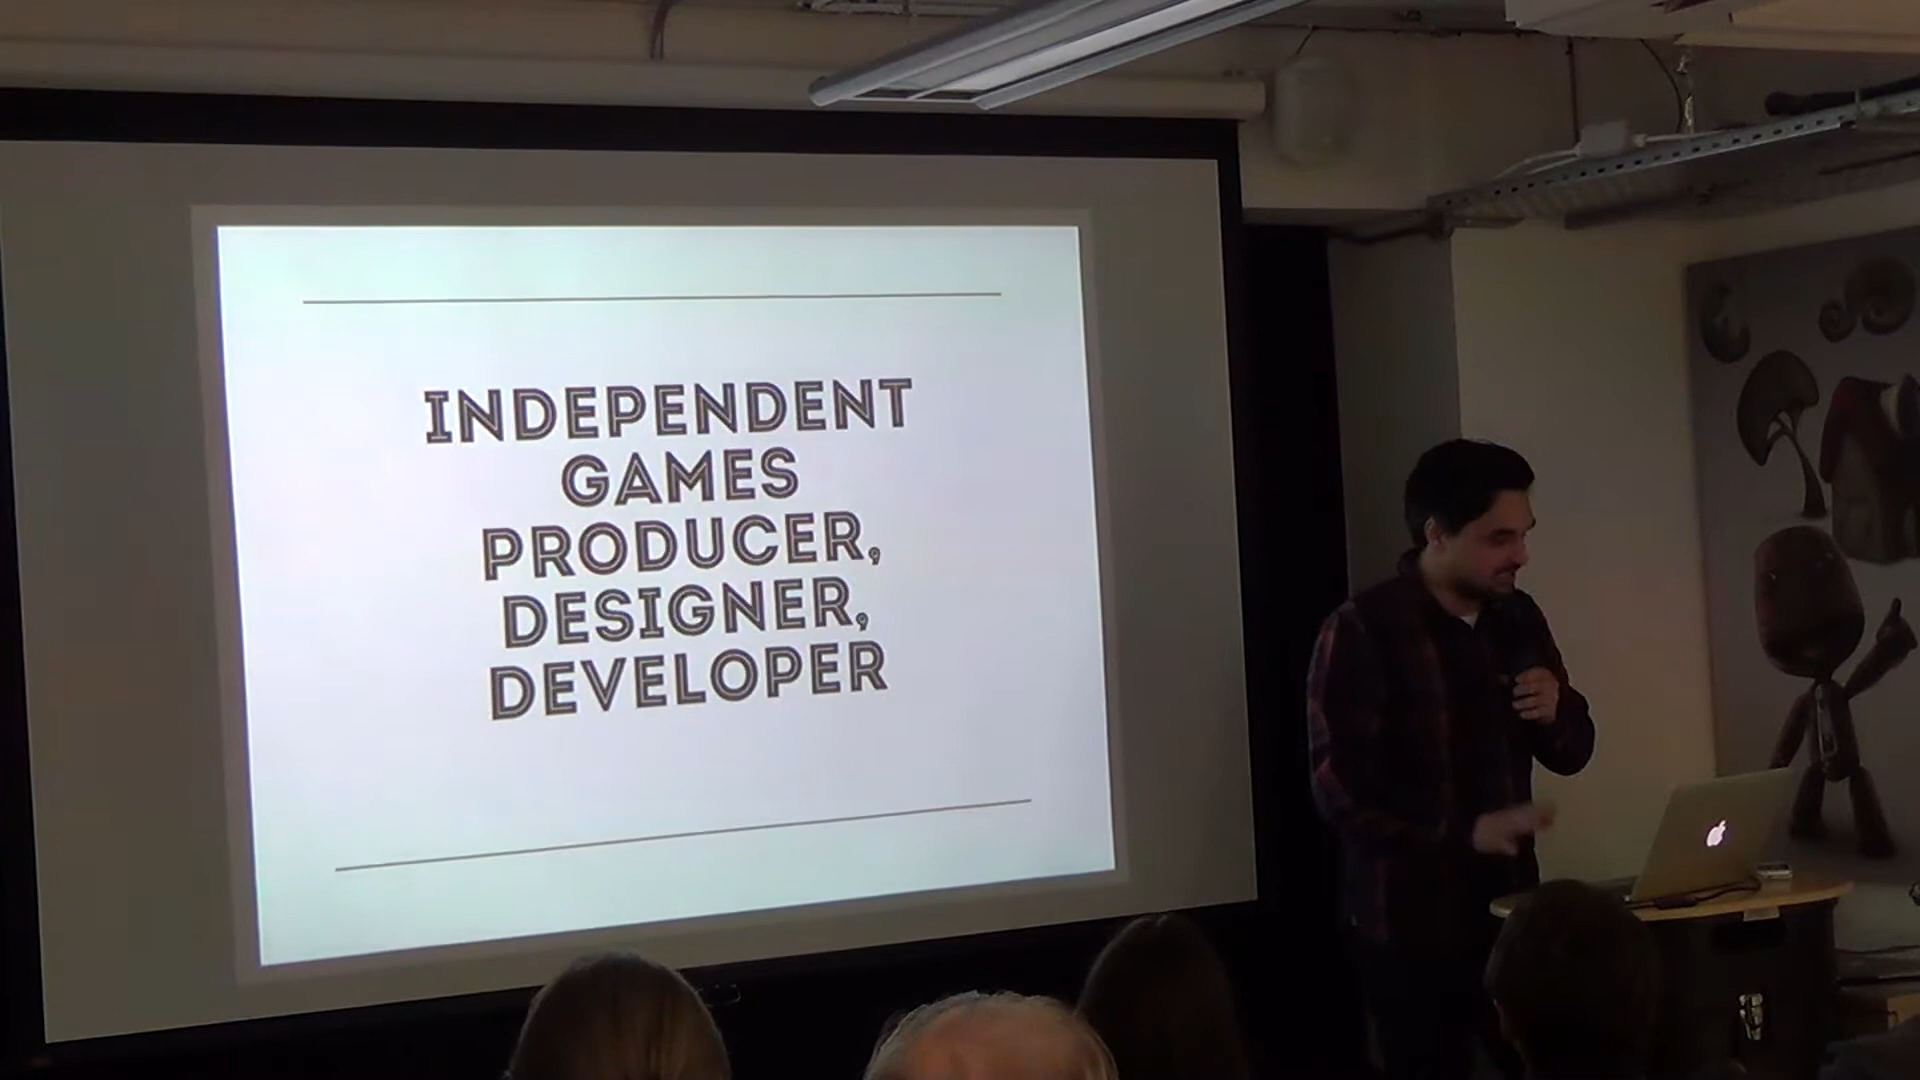 INDEPENDENT
GAMES
PRODUCER,
DESIGNER,
DEVELOPER